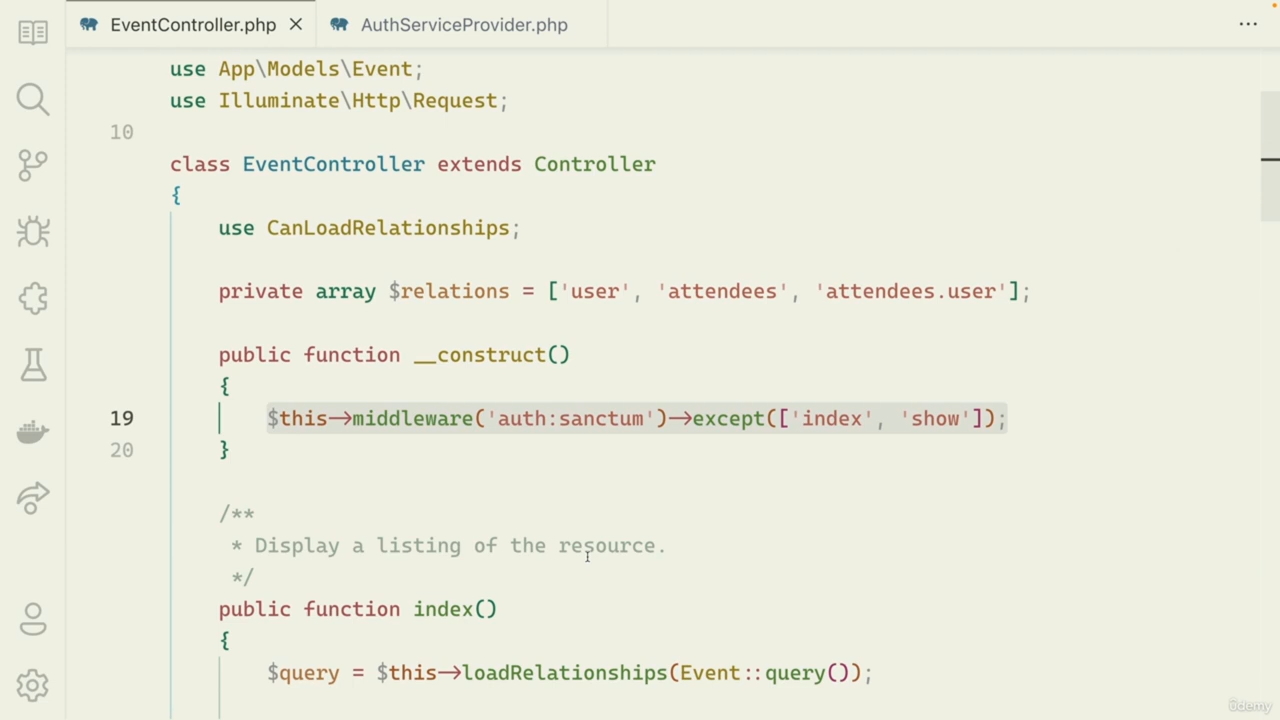 EventController.php
AuthServiceProvider.php
use App\Models\Event;
use Illuminate\Http\Request;
10
class EventController extends Controller
{
use CanLoadRelationships;
private array $relations = ['user', 'attendees', 'attendees.user'];
public function __construct()
{
19 $this->middleware('auth:sanctum')->except(['index', 'show']);
20 }
/**
* Display a listing of the resource.
*/
public function index()
{
$query = $this->loadRelationships(Event::query());
ûdemy